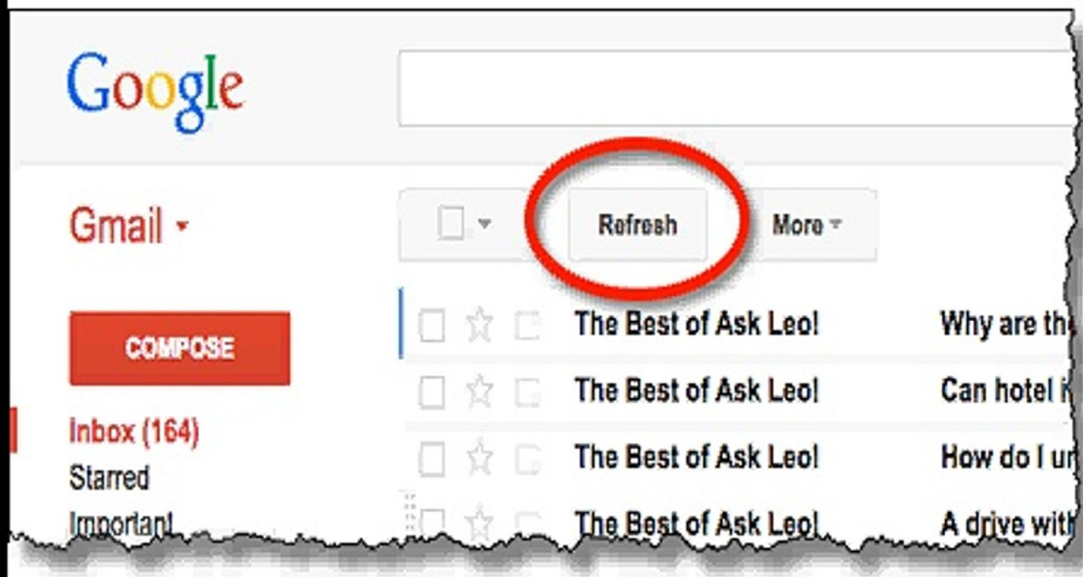 Google
Gmail
Refresh
More
COMPOSE
The Best of Ask Leo! Why are
The Best of Ask Leo! Can hotel
Inbox (164)
The Best of Ask Leo! How do I
Starred
Important
The Best of Ask Leo! A drive with